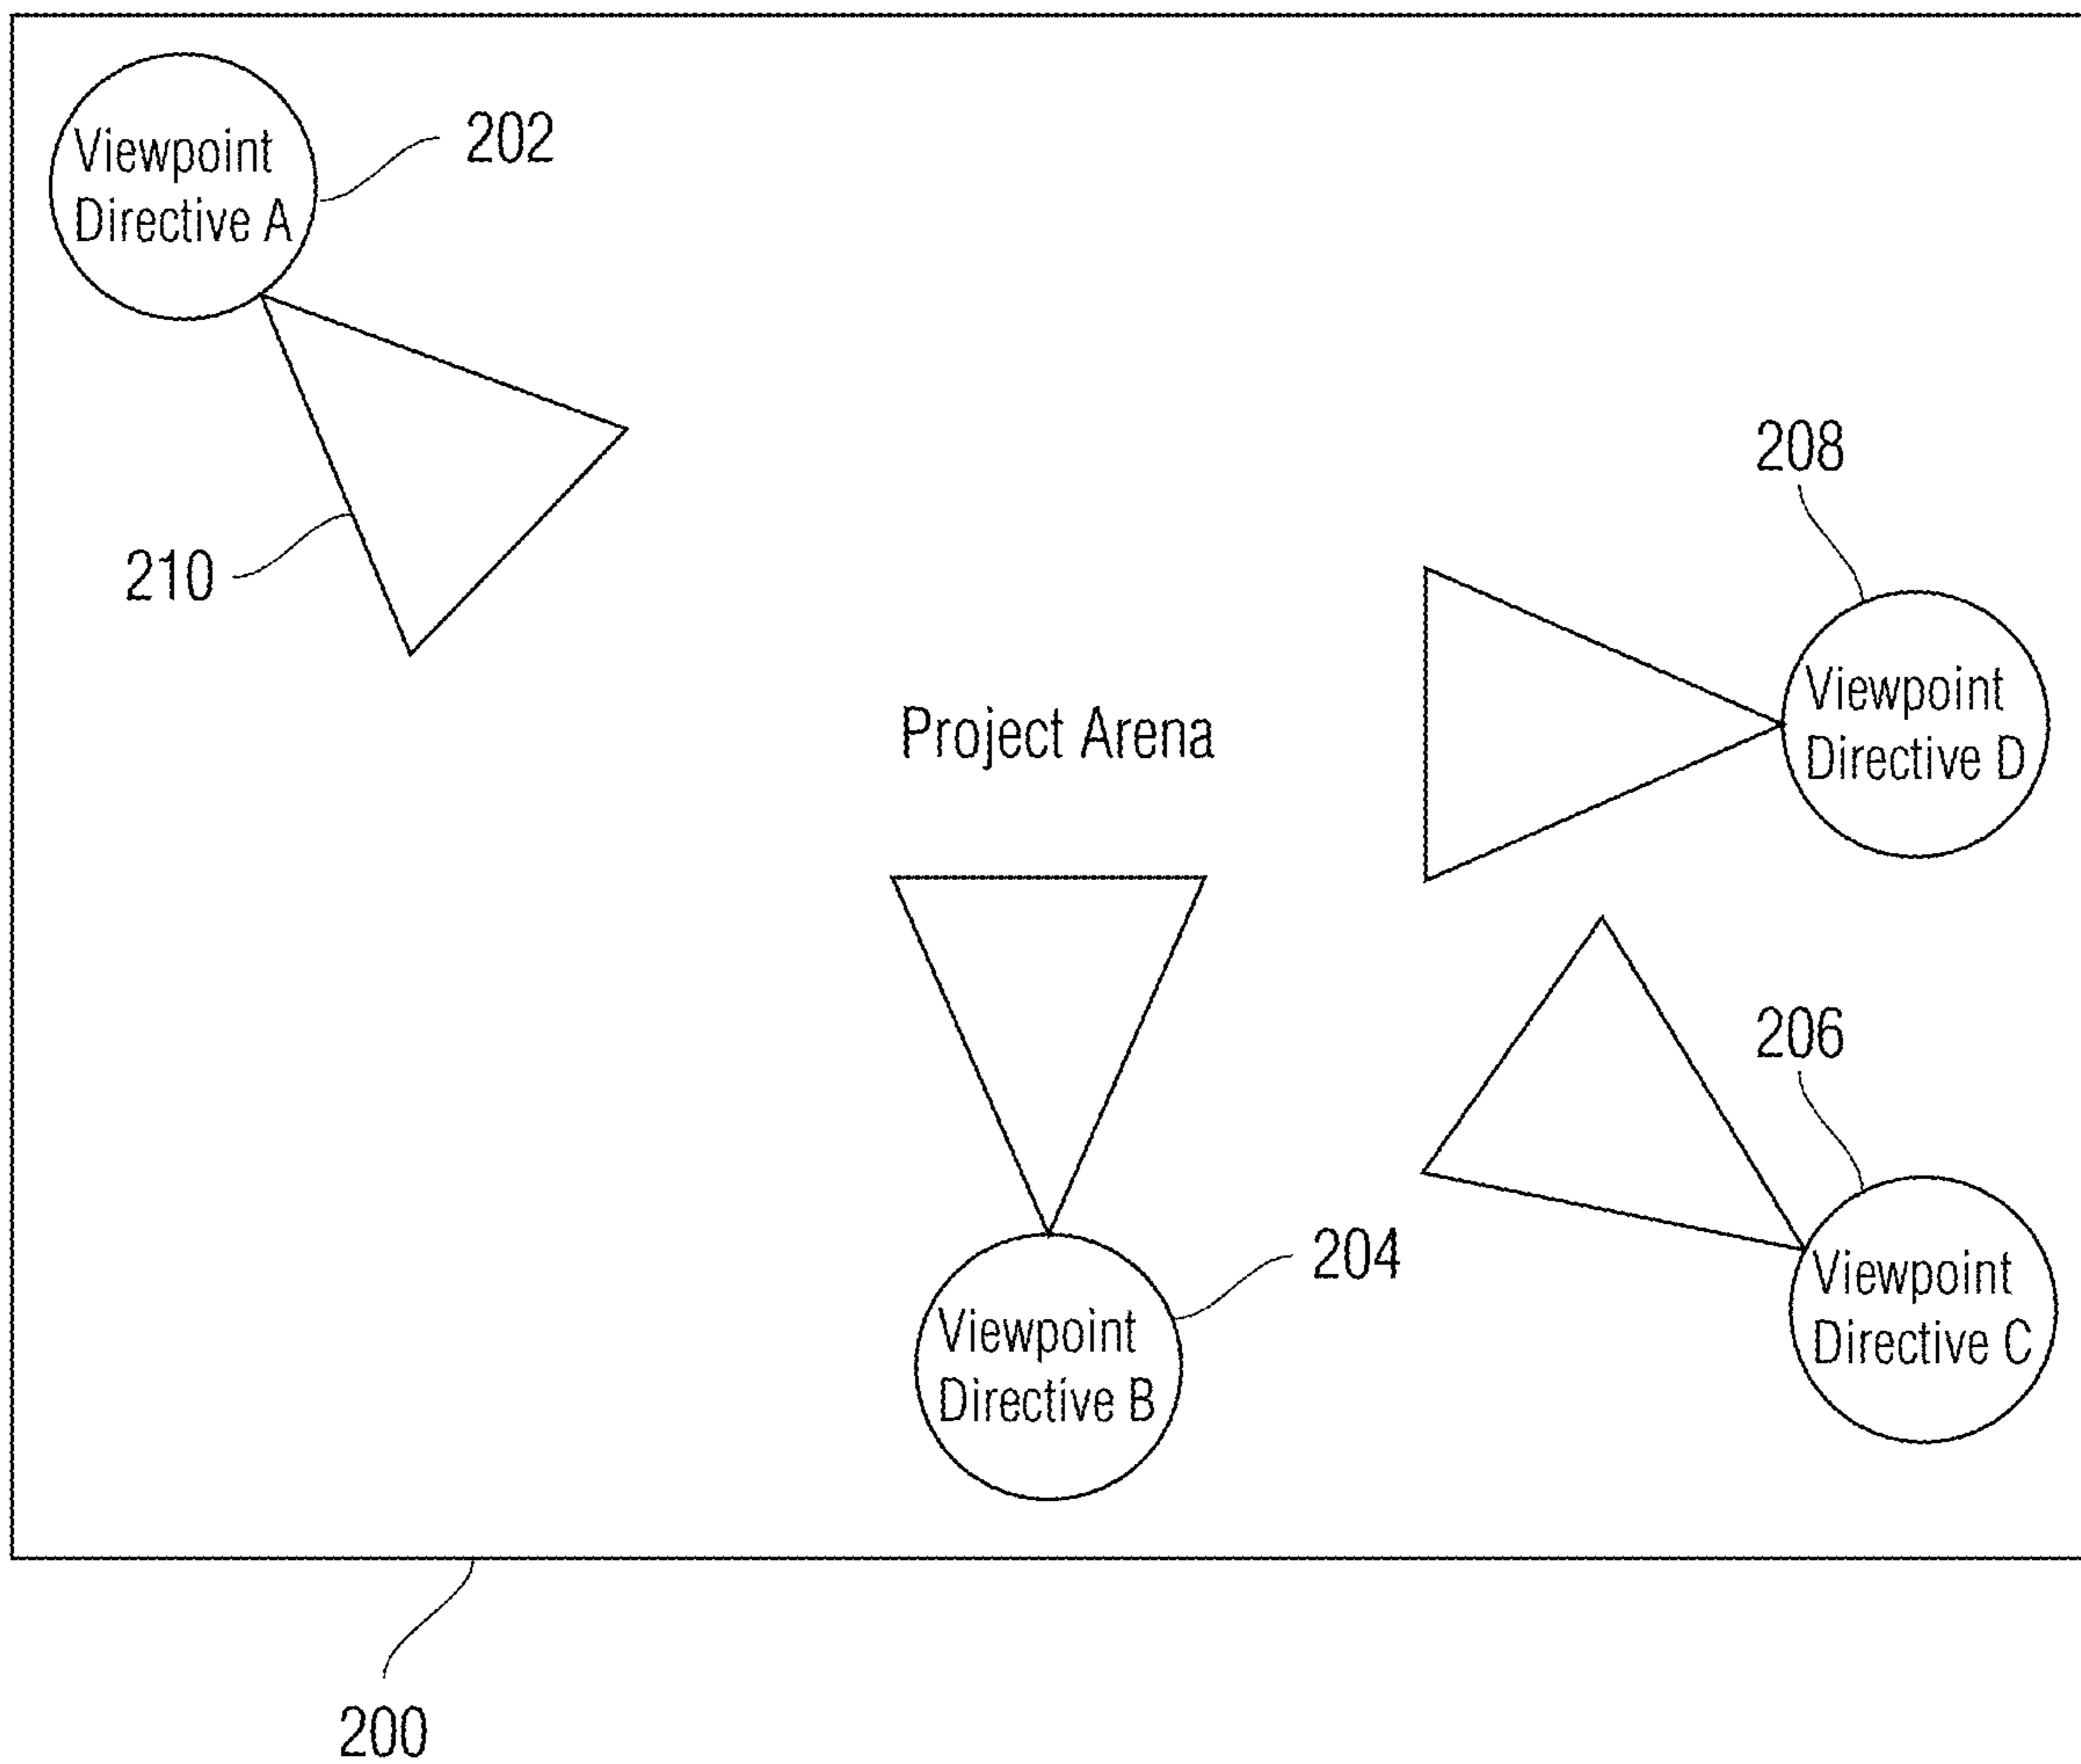 Viewpoint
Directive A
202
210
208
Viewpoint
Directive D
Project Arena
206
Viewpoint
Directive C
204
Viewpoint
Directive B
200